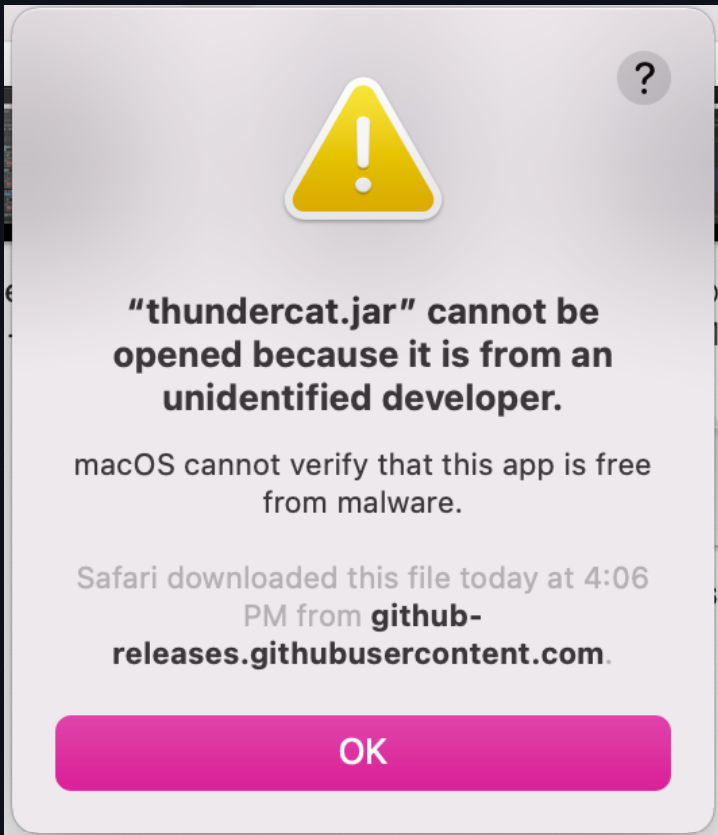 ?
“thundercat.jar” cannot be
opened because it is from an
unidentified developer.
macOS cannot verify that this app is free
from malware.
Safari downloaded this file today at 4:06
PM from github-
releases.githubusercontent.com.
OK